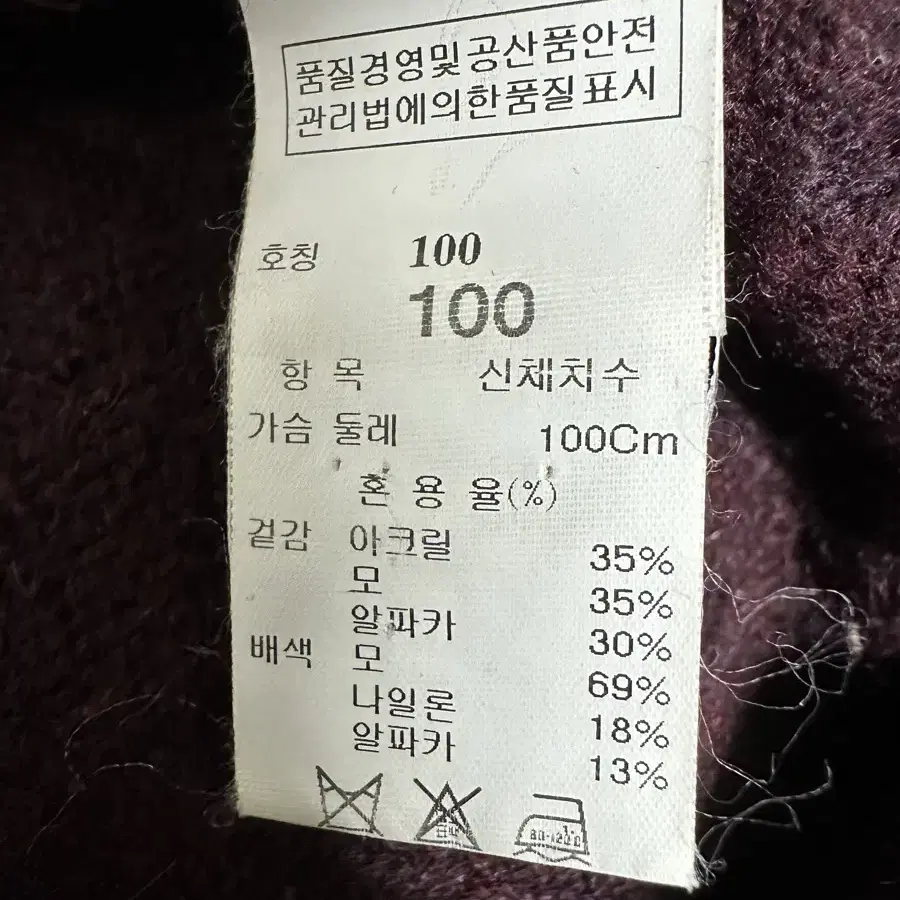 품질경영및공산품안전
관리법에의한품질표시
호칭 100
100
항 목 신체치수
가슴 둘레 100Cm
혼 용 율(%)
겉감 아크릴 35%
모 35%
알파카 30%
배색 모 69%
나일론 18%
알파카 13%